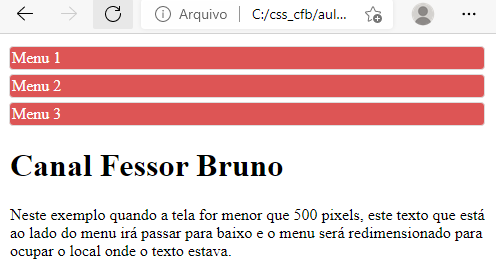 Arquivo | C:/css_cfb/aul...
Menu 1
Menu 2
Menu 3
Canal Fessor Bruno
Neste exemplo quando a tela for menor que 500 pixels, este texto que está
ao lado do menu irá passar para baixo e o menu será redimensionado para
ocupar o local onde o texto estava.